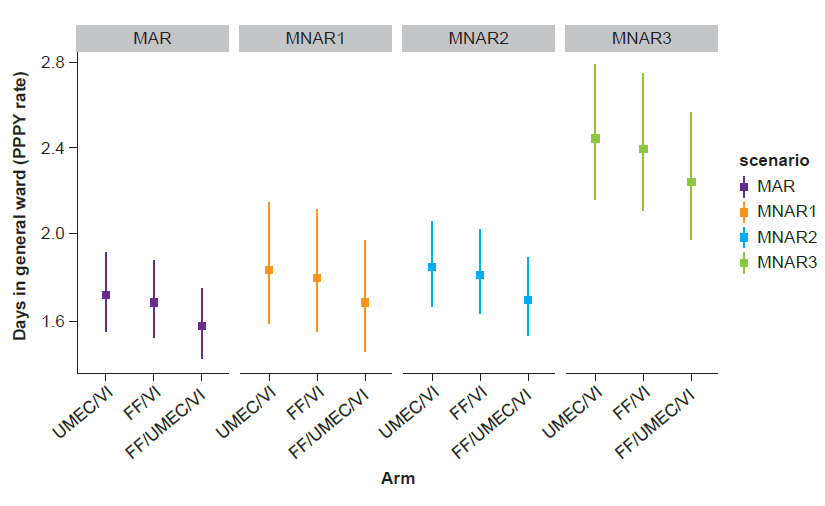 MAR MNAR1 MNAR2 MNAR3
Days in general ward (PPPY rate)
2.8
2.4
2.0
1.6
UMEC/VI FF/VI FF/UMEC/VI UMEC/VI FF/VI FF/UMEC/VI UMEC/VI FF/VI FF/UMEC/VI UMEC/VI FF/VI FF/UMEC/VI
Arm
scenario
MAR
MNAR1
MNAR2
MNAR3